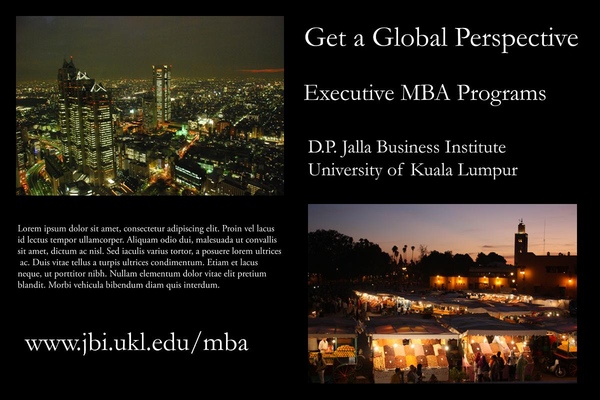 Get a Global Perspective
Executive MBA Programs
D.P. Jalla Business Institute
University of Kuala Lumpur
Lorem ipsum dolor sit amet, consectetur adipiscing elit. Proin vel lacus
id lectus tempor ullamcorper. Aliquam odio dui, malesuada ut convallis
sit amet, dictum ac nisl. Sed iaculis varius tortor, a posuere lorem ultrices
ac. Duis vitae tellus a turpis ultrices condimentum. Etiam et lacus
neque, ut porttitor nibh. Nullam elementum dolor vitae elit pretium
blandit. Morbi vehicula bibendum diam quis interdum.
www.jbi.ukl.edu/mba